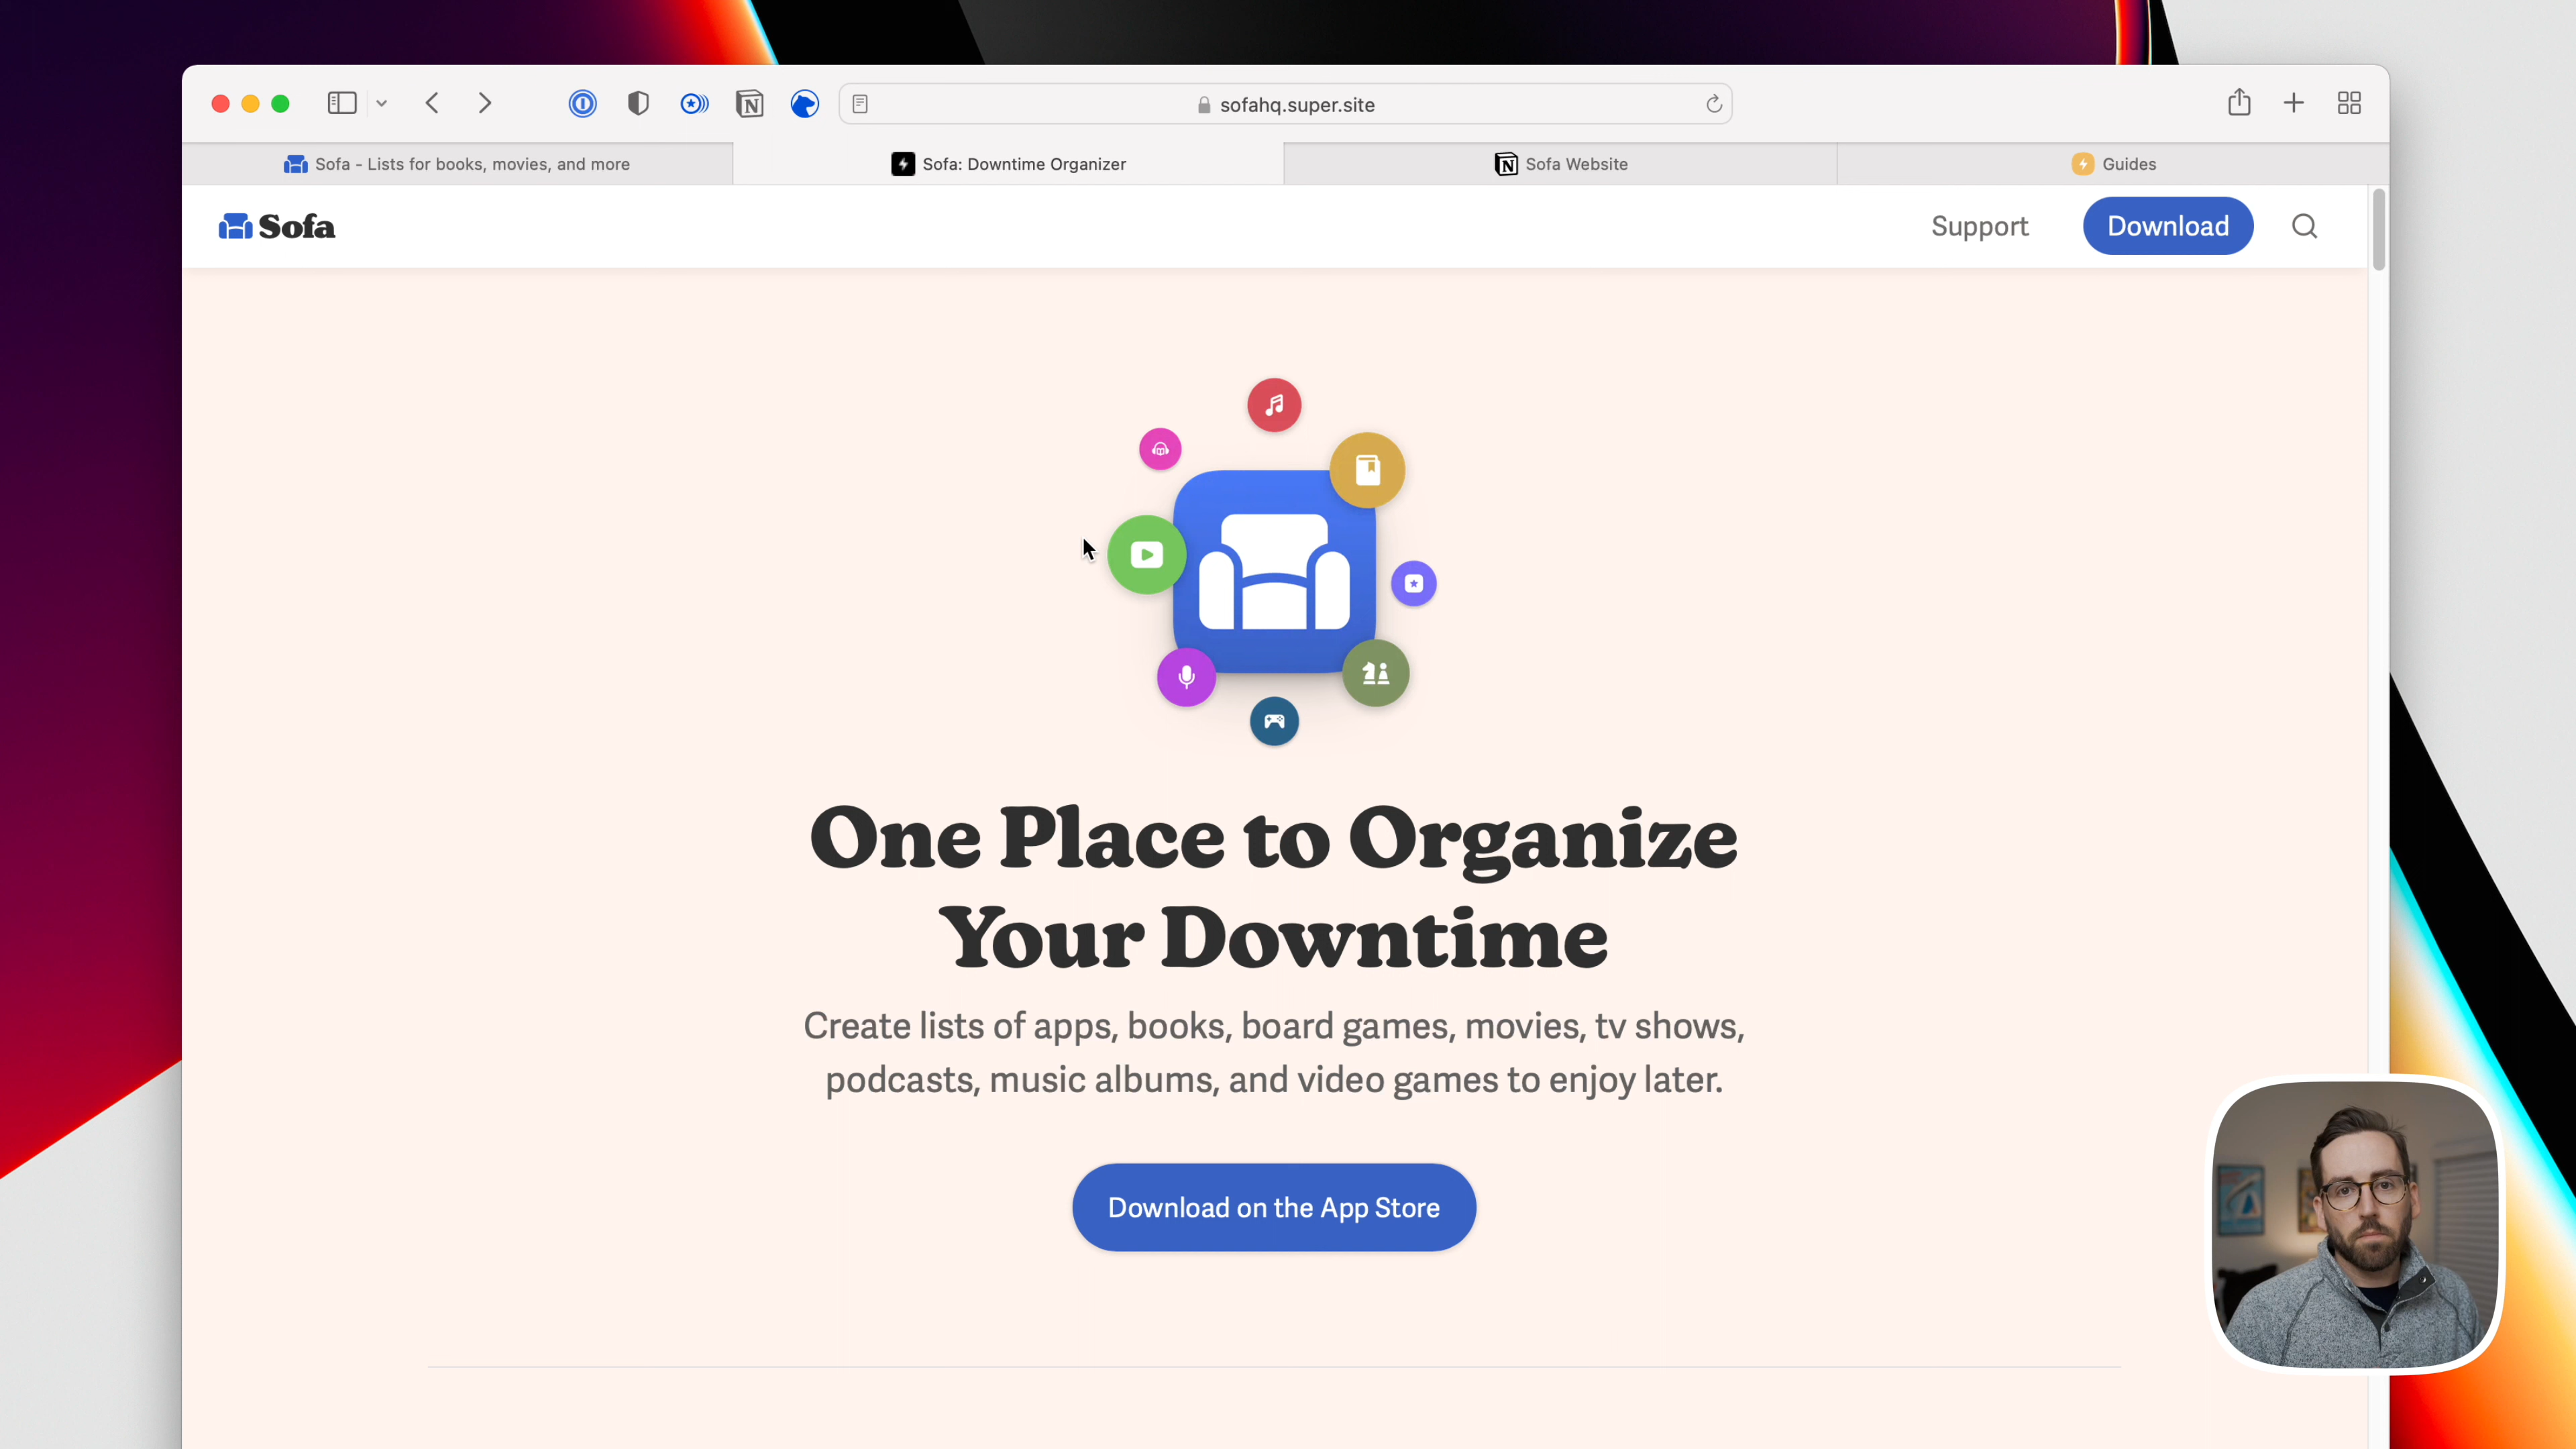 sofahq.super.site
Sofa - Lists for books, movies, and more
Sofa: Downtime Organizer
Sofa Website
Guides
Sofa
Support
Download
One Place to Organize
Your Downtime
Create lists of apps, books, board games, movies, tv shows,
podcasts, music albums, and video games to enjoy later.
Download on the App Store